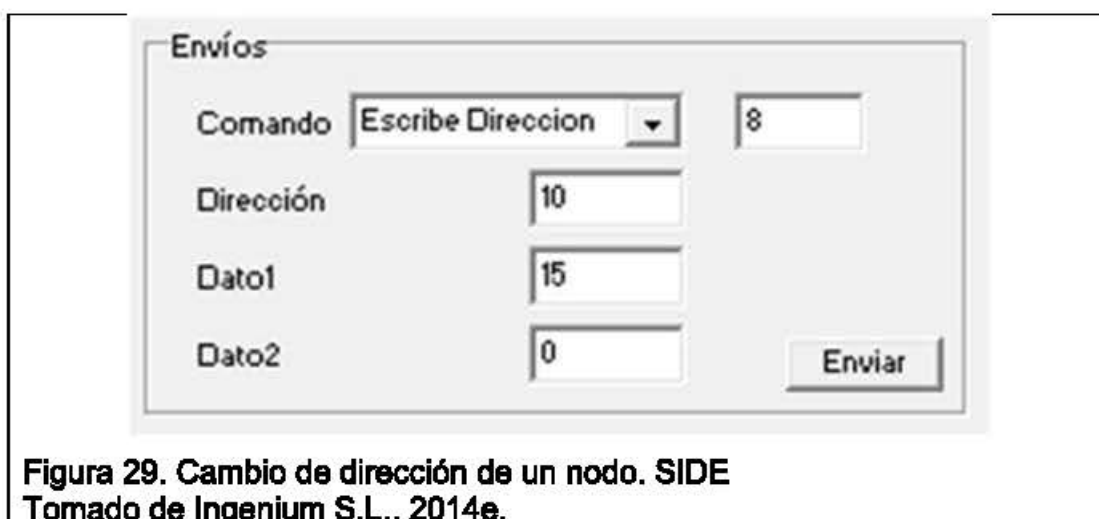 Envíos
Comando Escribe Direccion 8
Dirección 10
Dato1 15
Dato2 0
Enviar
Figura 29. Cambio de dirección de un nodo. SIDE
Tomado de Ingenium S.L., 2014e.